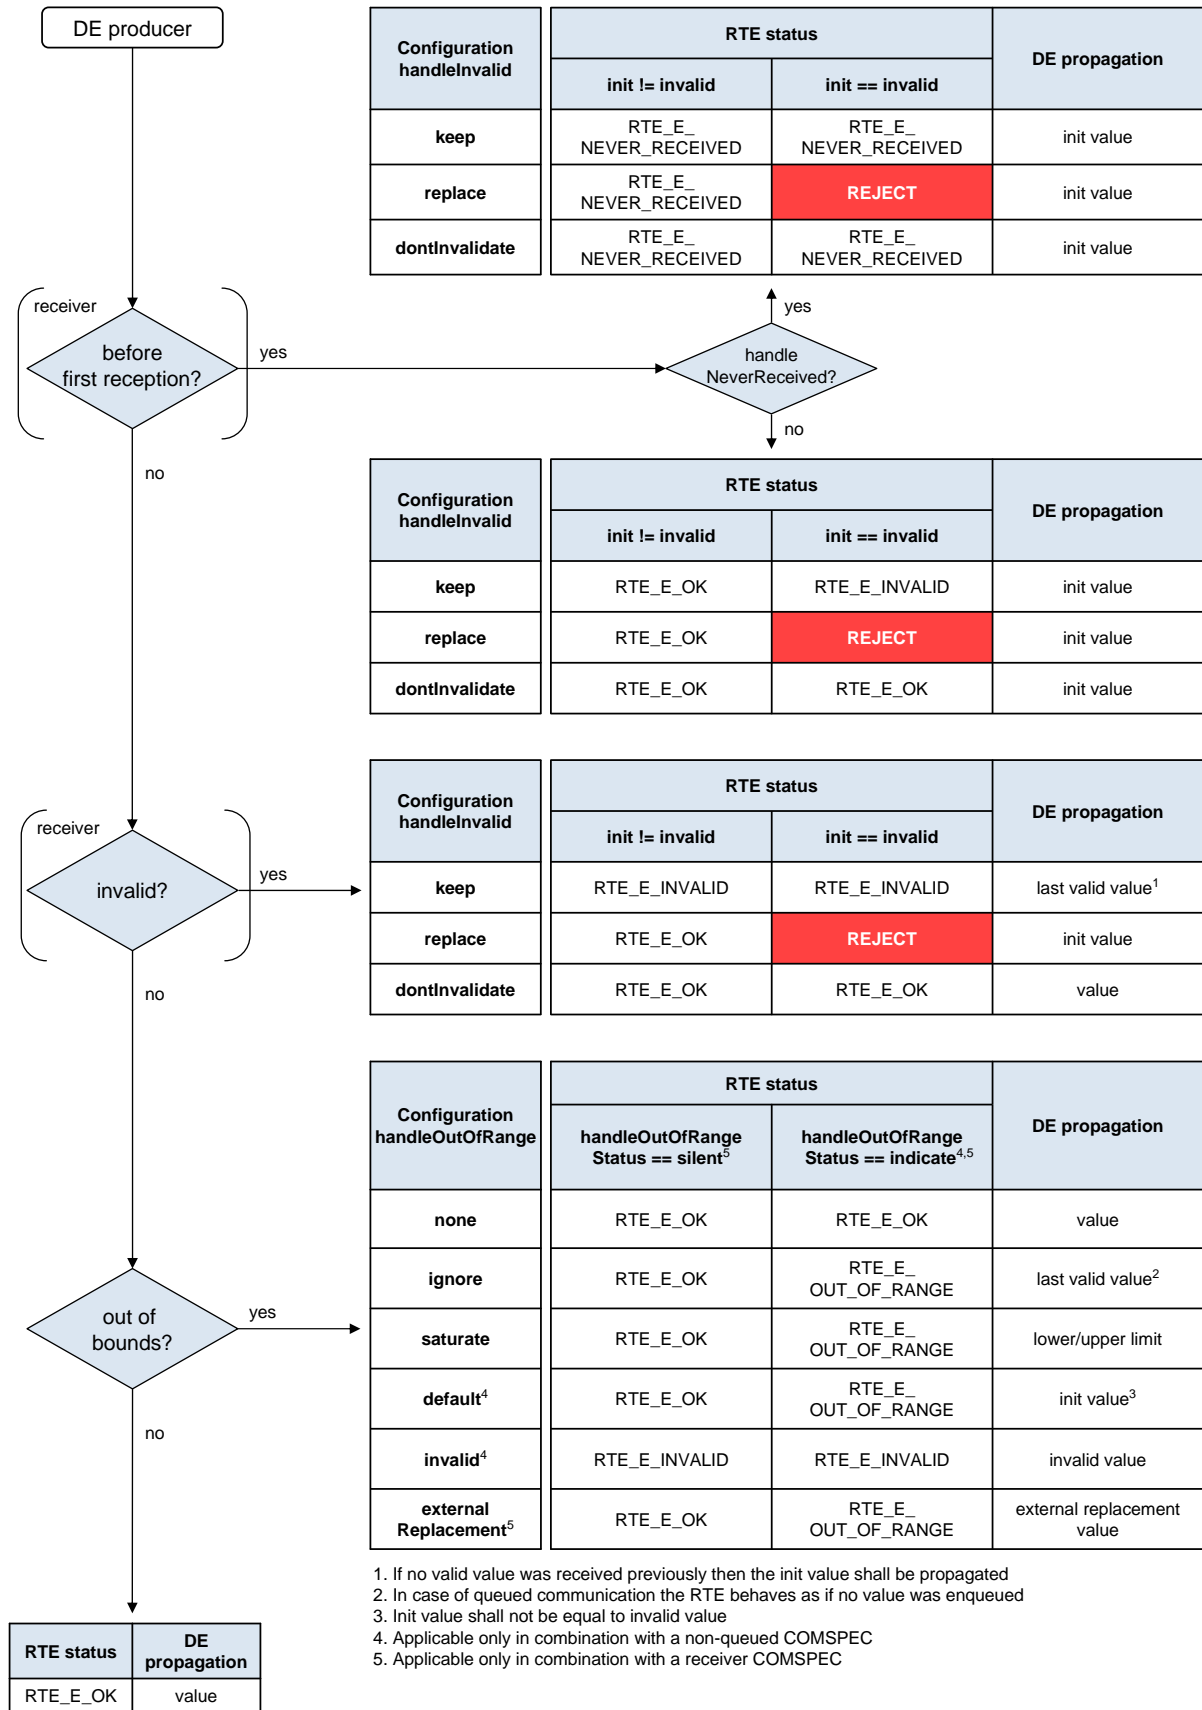 DE producer
Configuration
handleInvalid
RTE status
DE propagation
init != invalid
init == invalid
keep
RTE_E_
NEVER_RECEIVED
RTE_E_
NEVER_RECEIVED
init value
replace
RTE_E_
NEVER_RECEIVED
REJECT
init value
dontInvalidate
RTE_E_
NEVER_RECEIVED
RTE_E_
NEVER_RECEIVED
init value
receiver
before
first reception?
yes
yes
handle
NeverReceived?
no
no
Configuration
handleInvalid
RTE status
DE propagation
init != invalid
init == invalid
keep
RTE_E_OK
RTE_E_INVALID
init value
replace
RTE_E_OK
REJECT
init value
dontInvalidate
RTE_E_OK
RTE_E_OK
init value
receiver
invalid?
yes
no
Configuration
handleInvalid
RTE status
DE propagation
init != invalid
init == invalid
keep
RTE_E_INVALID
RTE_E_INVALID
last valid value¹
replace
RTE_E_OK
REJECT
init value
dontInvalidate
RTE_E_OK
RTE_E_OK
value
out of
bounds?
yes
no
Configuration
handleOutOfRange
RTE status
DE propagation
handleOutOfRange
Status == silent⁵
handleOutOfRange
Status == indicate⁴,⁵
none
RTE_E_OK
RTE_E_OK
value
ignore
RTE_E_OK
RTE_E_
OUT_OF_RANGE
last valid value²
saturate
RTE_E_OK
RTE_E_
OUT_OF_RANGE
lower/upper limit
default⁴
RTE_E_OK
RTE_E_
OUT_OF_RANGE
init value³
invalid⁴
RTE_E_INVALID
RTE_E_INVALID
invalid value
external
Replacement⁵
RTE_E_OK
RTE_E_
OUT_OF_RANGE
external replacement
value
1. If no valid value was received previously then the init value shall be propagated
2. In case of queued communication the RTE behaves as if no value was enqueued
3. Init value shall not be equal to invalid value
4. Applicable only in combination with a non-queued COMSPEC
5. Applicable only in combination with a receiver COMSPEC
RTE status
DE
propagation
RTE_E_OK
value